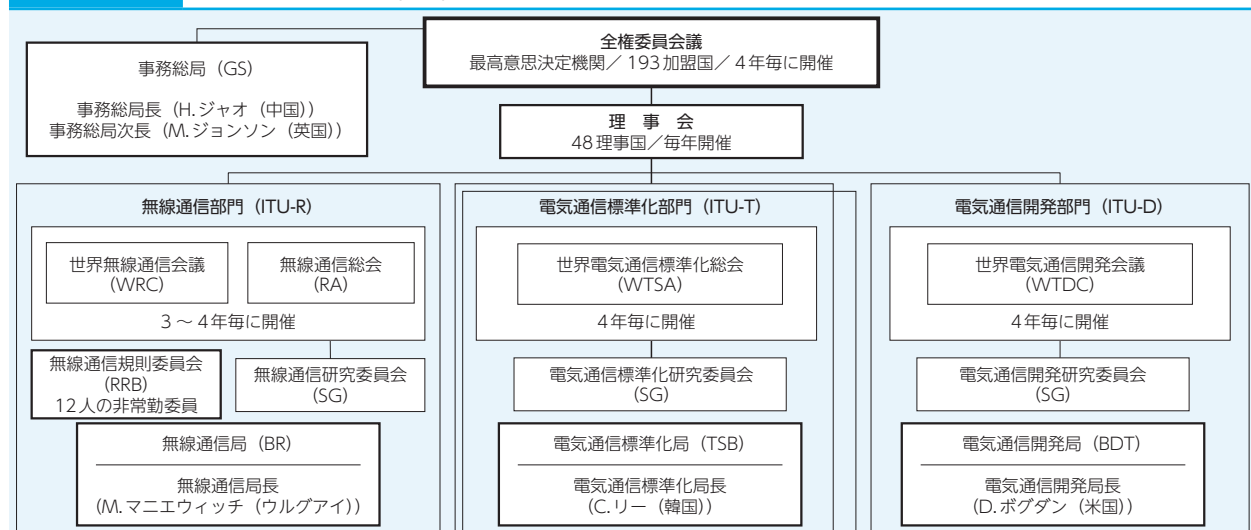 全権委員会議
最高意思決定機関／193加盟国／4年毎に開催
事務総局（GS）
事務総局長（H.ジャオ（中国））
事務総局次長（M.ジョンソン（英国））
理　事　会
48理事国／毎年開催
無線通信部門（ITU-R）
世界無線通信会議
（WRC）
無線通信総会
（RA）
3～4年毎に開催
無線通信規則委員会
（RRB）
12人の非常勤委員
無線通信研究委員会
（SG）
無線通信局（BR）
無線通信局長
（M.マニエウィッチ（ウルグアイ））
電気通信標準化部門（ITU-T）
世界電気通信標準化総会
（WTSA）
4年毎に開催
電気通信標準化研究委員会
（SG）
電気通信標準化局（TSB）
電気通信標準化局長
（C.リー（韓国））
電気通信開発部門（ITU-D）
世界電気通信開発会議
（WTDC）
4年毎に開催
電気通信開発研究委員会
（SG）
電気通信開発局（BDT）
電気通信開発局長
（D.ボグダン（米国））